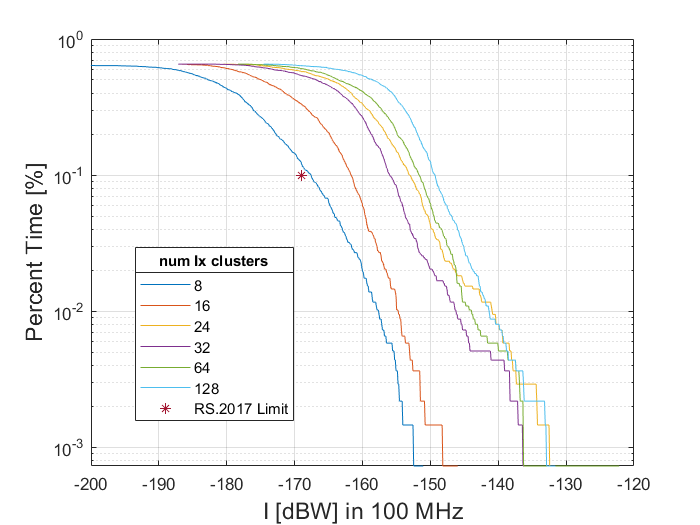 10^0
10^-1
10^-2
10^-3
Percent Time [%]
num Ix clusters
8
16
24
32
64
128
RS.2017 Limit
-200 -190 -180 -170 -160 -150 -140 -130 -120
I [dBW] in 100 MHz